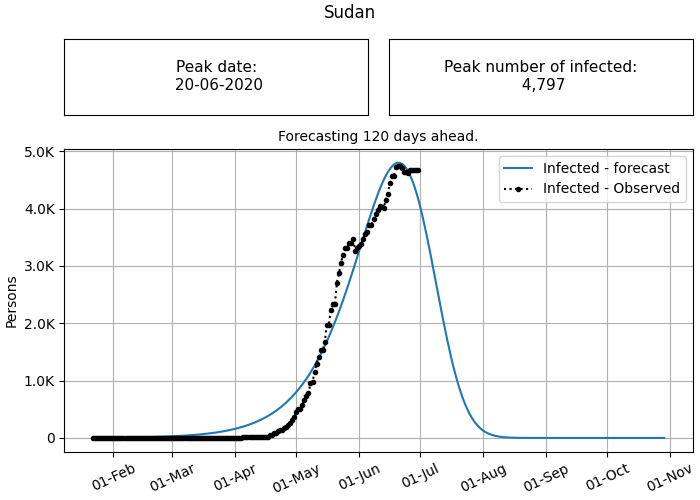 Sudan
Peak date:
20-06-2020
Peak number of infected:
4,797
Forecasting 120 days ahead.
5.0K
4.0K
3.0K
2.0K
1.0K
0
Persons
Infected - forecast
Infected - Observed
01-Feb
01-Mar
01-Apr
01-May
01-Jun
01-Jul
01-Aug
01-Sep
01-Oct
01-Nov